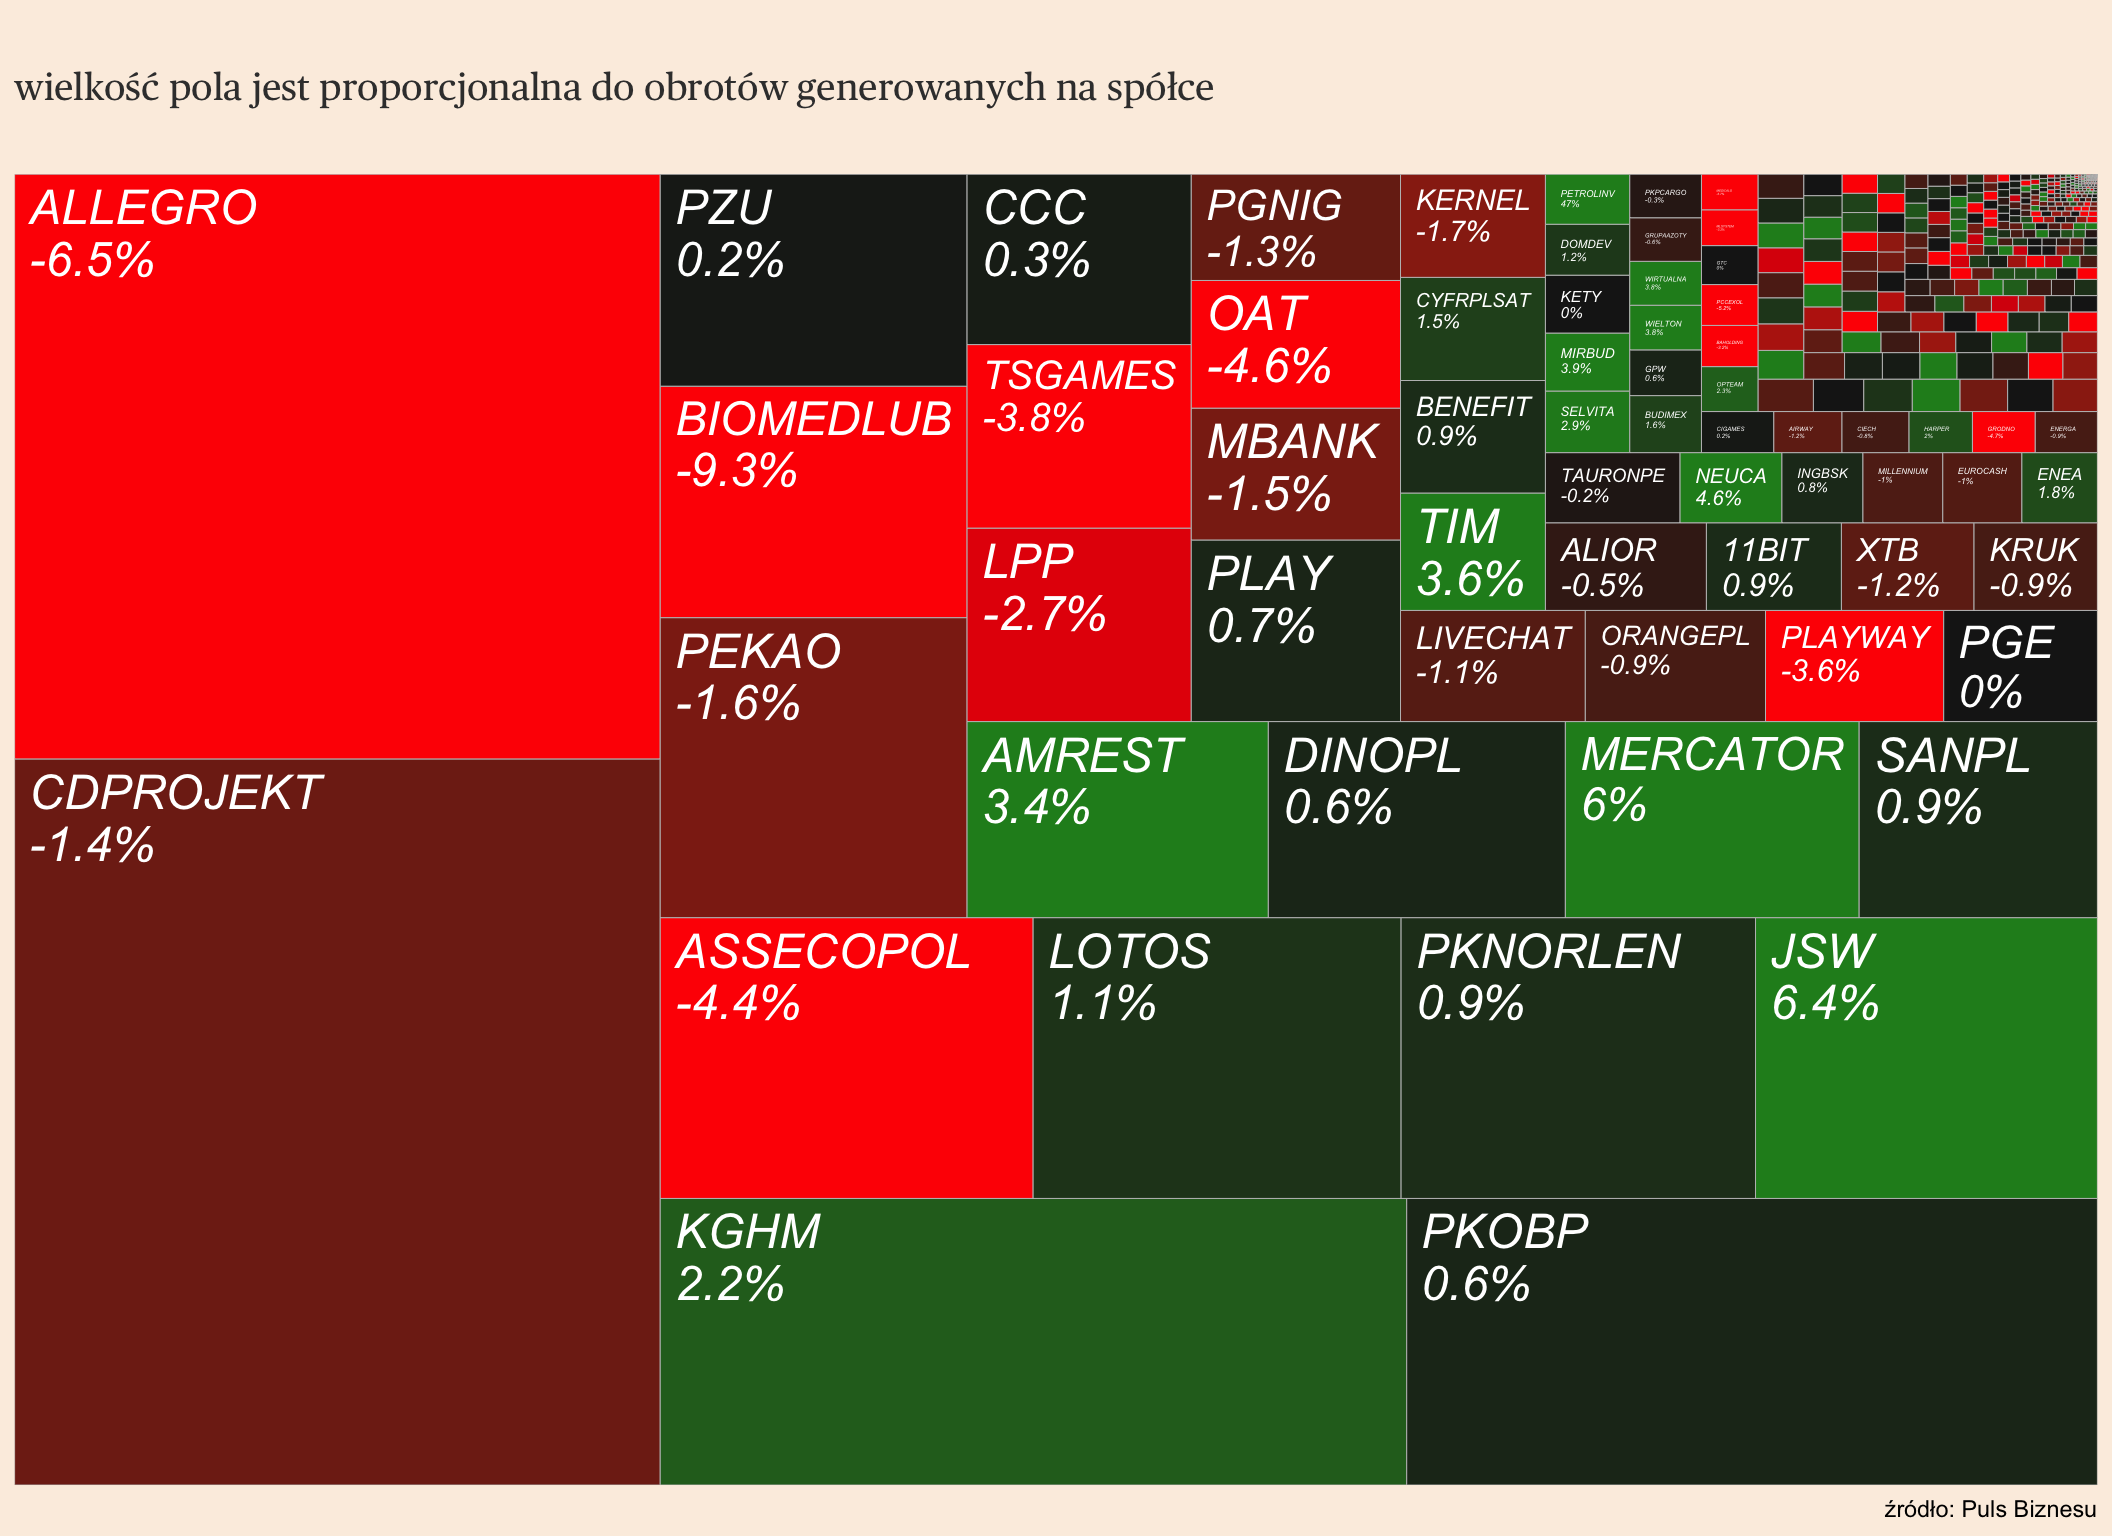 wielkość pola jest proporcjonalna do obrotów generowanych na spółce
ALLEGRO
-6.5%
CDPROJEKT
-1.4%
PZU
0.2%
BIOMEDLUB
-9.3%
PEKAO
-1.6%
CCC
0.3%
TSGAMES
-3.8%
LPP
-2.7%
PGNIG
-1.3%
OAT
-4.6%
MBANK
-1.5%
PLAY
0.7%
KERNEL
-1.7%
CYFRPLSAT
1.5%
BENEFIT
0.9%
TIM
3.6%
PETROLINV
47%
DOMDEV
1.2%
KETY
0%
MIRBUD
3.9%
SELVITA
2.9%
PKPCARGO
-0.3%
GRUPAAZOTY
-0.6%
WIRTUALNA
3.8%
WIELTON
3.8%
GPW
0.6%
BUDIMEX
1.6%
GTC
0%
PCCEXOL
-5.2%
OPTEAM
2.3%
CIGAMES
0.2%
AIRWAY
-1.2%
CIECH
-0.8%
HARPER
2%
GRODNO
-4.7%
ENERGA
-0.9%
TAURONPE
-0.2%
NEUCA
4.6%
INGBSK
0.8%
MILLENNIUM
-1%
EUROCASH
-1%
ENEA
1.8%
ALIOR
-0.5%
11BIT
0.9%
XTB
-1.2%
KRUK
-0.9%
LIVECHAT
-1.1%
ORANGEPL
-0.9%
PLAYWAY
-3.6%
PGE
0%
AMREST
3.4%
DINOPL
0.6%
MERCATOR
6%
SANPL
0.9%
ASSECOPOL
-4.4%
LOTOS
1.1%
PKNORLEN
0.9%
JSW
6.4%
KGHM
2.2%
PKOBP
0.6%
źródło: Puls Biznesu